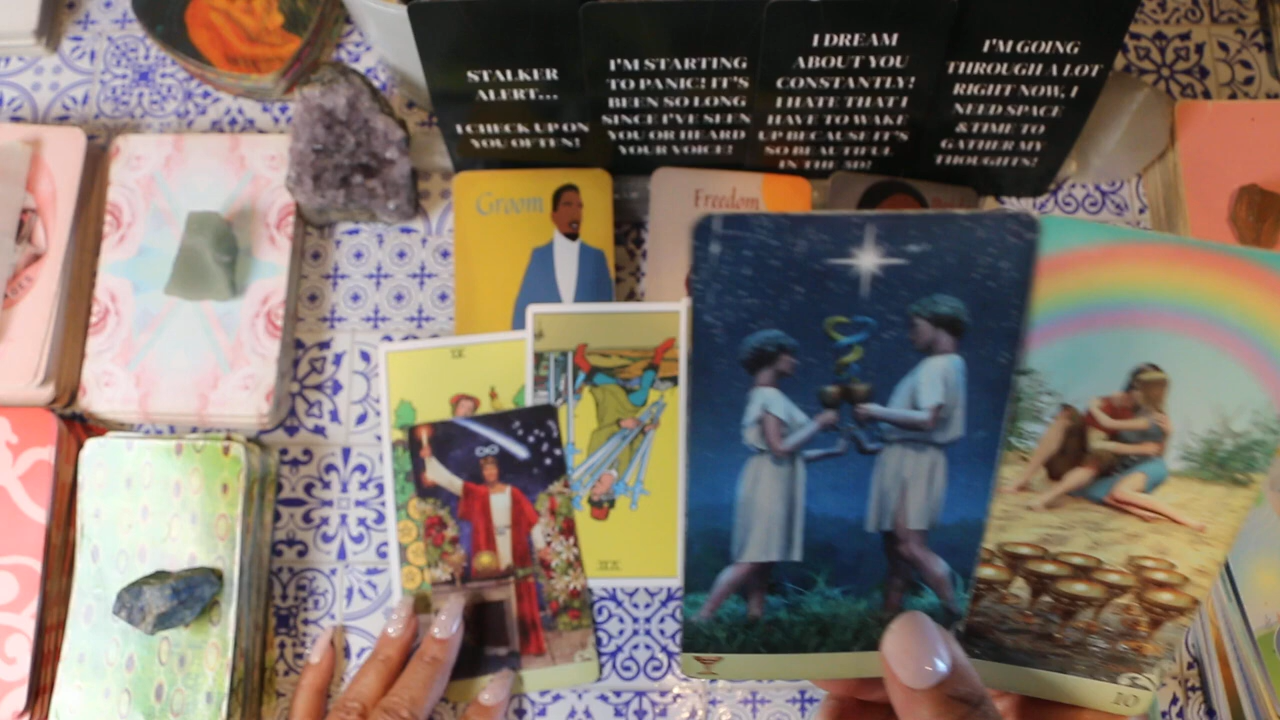 STALKER
ALERT...
I CHECK UP ON
YOU OFTEN!
I'M STARTING
TO PANIC! IT'S
BEEN SO LONG
SINCE I'VE SEEN
YOU OR HEARD
YOUR VOICE!
I DREAM
ABOUT YOU
CONSTANTLY!
I HATE THAT I
HAVE TO WAKE
UP BECAUSE IT'S
SO BEAUTIFUL
IN THE 5D!
I'M GOING
THROUGH A LOT
RIGHT NOW, I
NEED SPACE
&TIME TO
GATHER MY
THOUGHTS!
Groom
Freedom
IX
VII
10